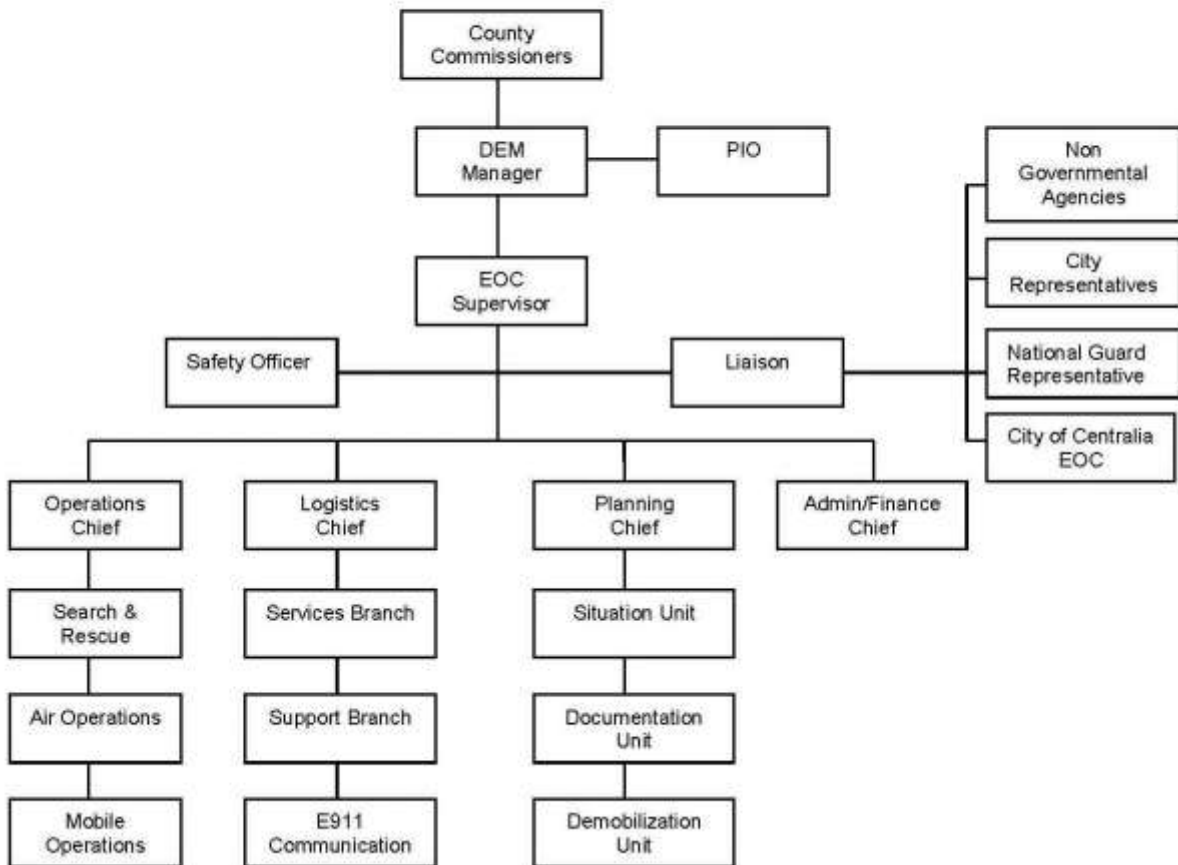 County
Commissioners
DEM
Manager
PIO
Non
Governmental
Agencies
EOC
Supervisor
City
Representatives
Safety Officer
Liaison
National Guard
Representative
City of Centralia
EOC
Operations
Chief
Logistics
Chief
Planning
Chief
Admin/Finance
Chief
Search &
Rescue
Services Branch
Situation Unit
Air Operations
Support Branch
Documentation
Unit
Mobile
Operations
E911
Communication
Demobilization
Unit